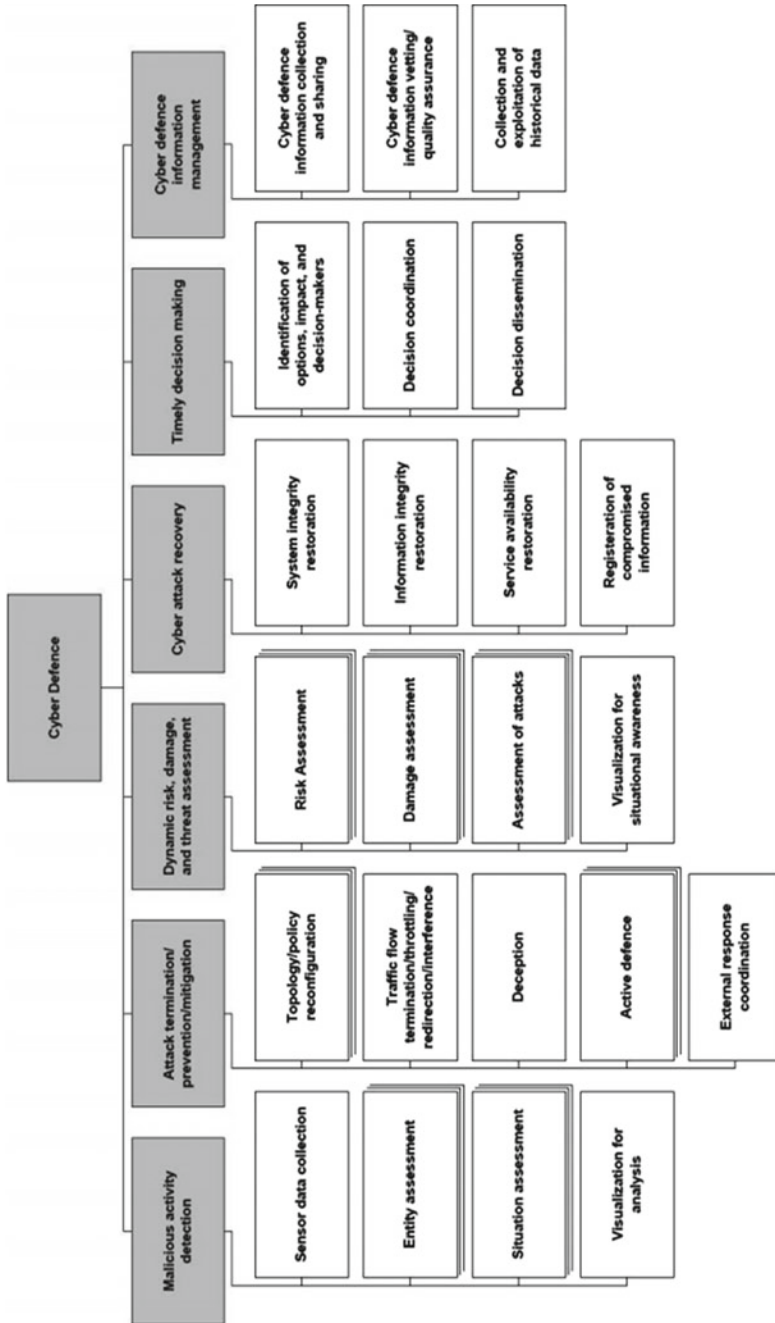 Cyber Defence
Malicious activity
detection
Sensor data collection
Entity assessment
Situation assessment
Visualization for
analysis
Attack termination/
prevention/mitigation
Topology/policy
reconfiguration
Traffic flow
termination/throttling/
redirection/interference
Deception
Active defence
External response
coordination
Dynamic risk, damage,
and threat assessment
Risk Assessment
Damage assessment
Assessment of attacks
Visualization for
situational awareness
Cyber attack recovery
System integrity
restoration
Information integrity
restoration
Service availability
restoration
Registeration of
compromised
information
Timely decision making
Identification of
options, impact, and
decision-makers
Decision coordination
Decision dissemination
Cyber defence
information
management
Cyber defence
information collection
and sharing
Cyber defence
information vetting/
quality assurance
Collection and
exploitation of
historical data